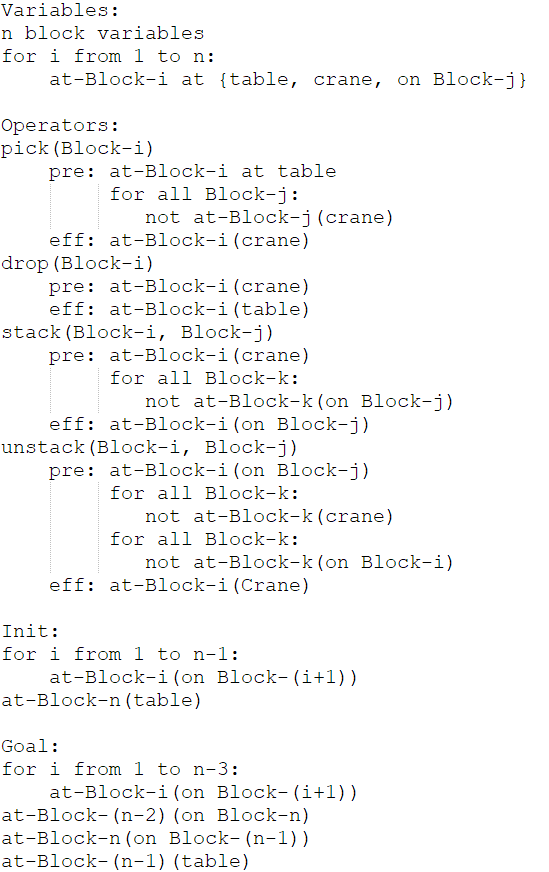 Variables:
n block variables
for i from 1 to n:
    at-Block-i at {table, crane, on Block-j}

Operators:
pick(Block-i)
    pre: at-Block-i at table
         for all Block-j:
            not at-Block-j(crane)
    eff: at-Block-i(crane)
drop(Block-i)
    pre: at-Block-i(crane)
    eff: at-Block-i(table)
stack(Block-i, Block-j)
    pre: at-Block-i(crane)
         for all Block-k:
            not at-Block-k(on Block-j)
    eff: at-Block-i(on Block-j)
unstack(Block-i, Block-j)
    pre: at-Block-i(on Block-j)
         for all Block-k:
            not at-Block-k(crane)
         for all Block-k:
            not at-Block-k(on Block-i)
    eff: at-Block-i(Crane)

Init:
for i from 1 to n-1:
    at-Block-i(on Block-(i+1))
at-Block-n(table)

Goal:
for i from 1 to n-3:
    at-Block-i(on Block-(i+1))
at-Block-(n-2)(on Block-n)
at-Block-n(on Block-(n-1))
at-Block-(n-1)(table)